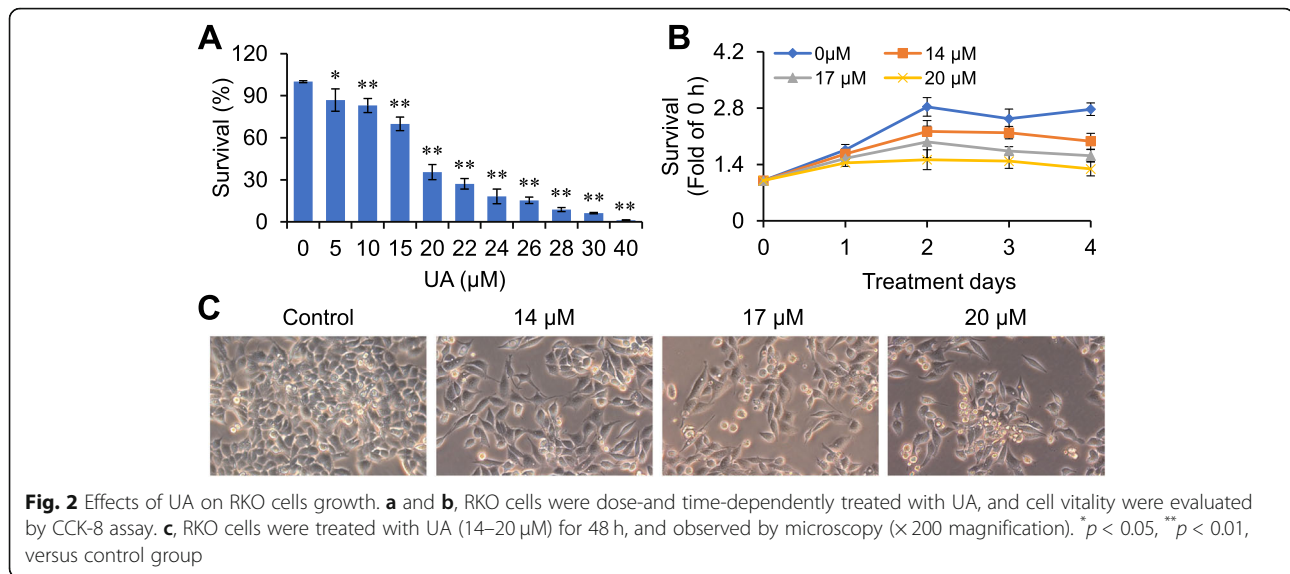 A
120
90
60
30
0
Survival (%)
*
**
**
**
**
**
**
**
**
**
0 5 10 15 20 22 24 26 28 30 40
UA (µM)
B
4.2
2.8
1.4
0
Survival
(Fold of 0 h)
0µM 14 µM
17 µM 20 µM
0 1 2 3 4
Treatment days
C
Control 14 µM 17 µM 20 µM
Fig. 2 Effects of UA on RKO cells growth. a and b, RKO cells were dose-and time-dependently treated with UA, and cell vitality were evaluated
by CCK-8 assay. c, RKO cells were treated with UA (14–20 µM) for 48 h, and observed by microscopy (× 200 magnification). *p < 0.05, **p < 0.01,
versus control group